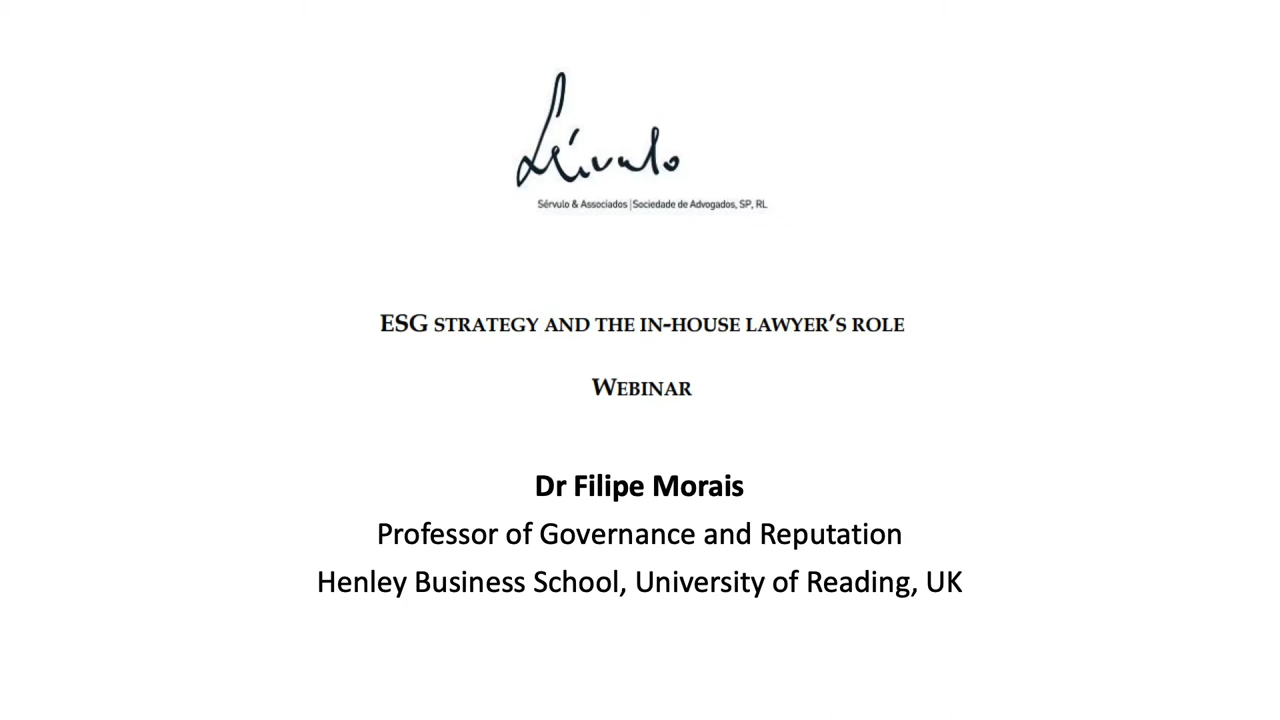 Sérvulo
Sérvulo & Associados | Sociedade de Advogados, SP, RL
ESG STRATEGY AND THE IN-HOUSE LAWYER'S ROLE
WEBINAR
Dr Filipe Morais
Professor of Governance and Reputation
Henley Business School, University of Reading, UK